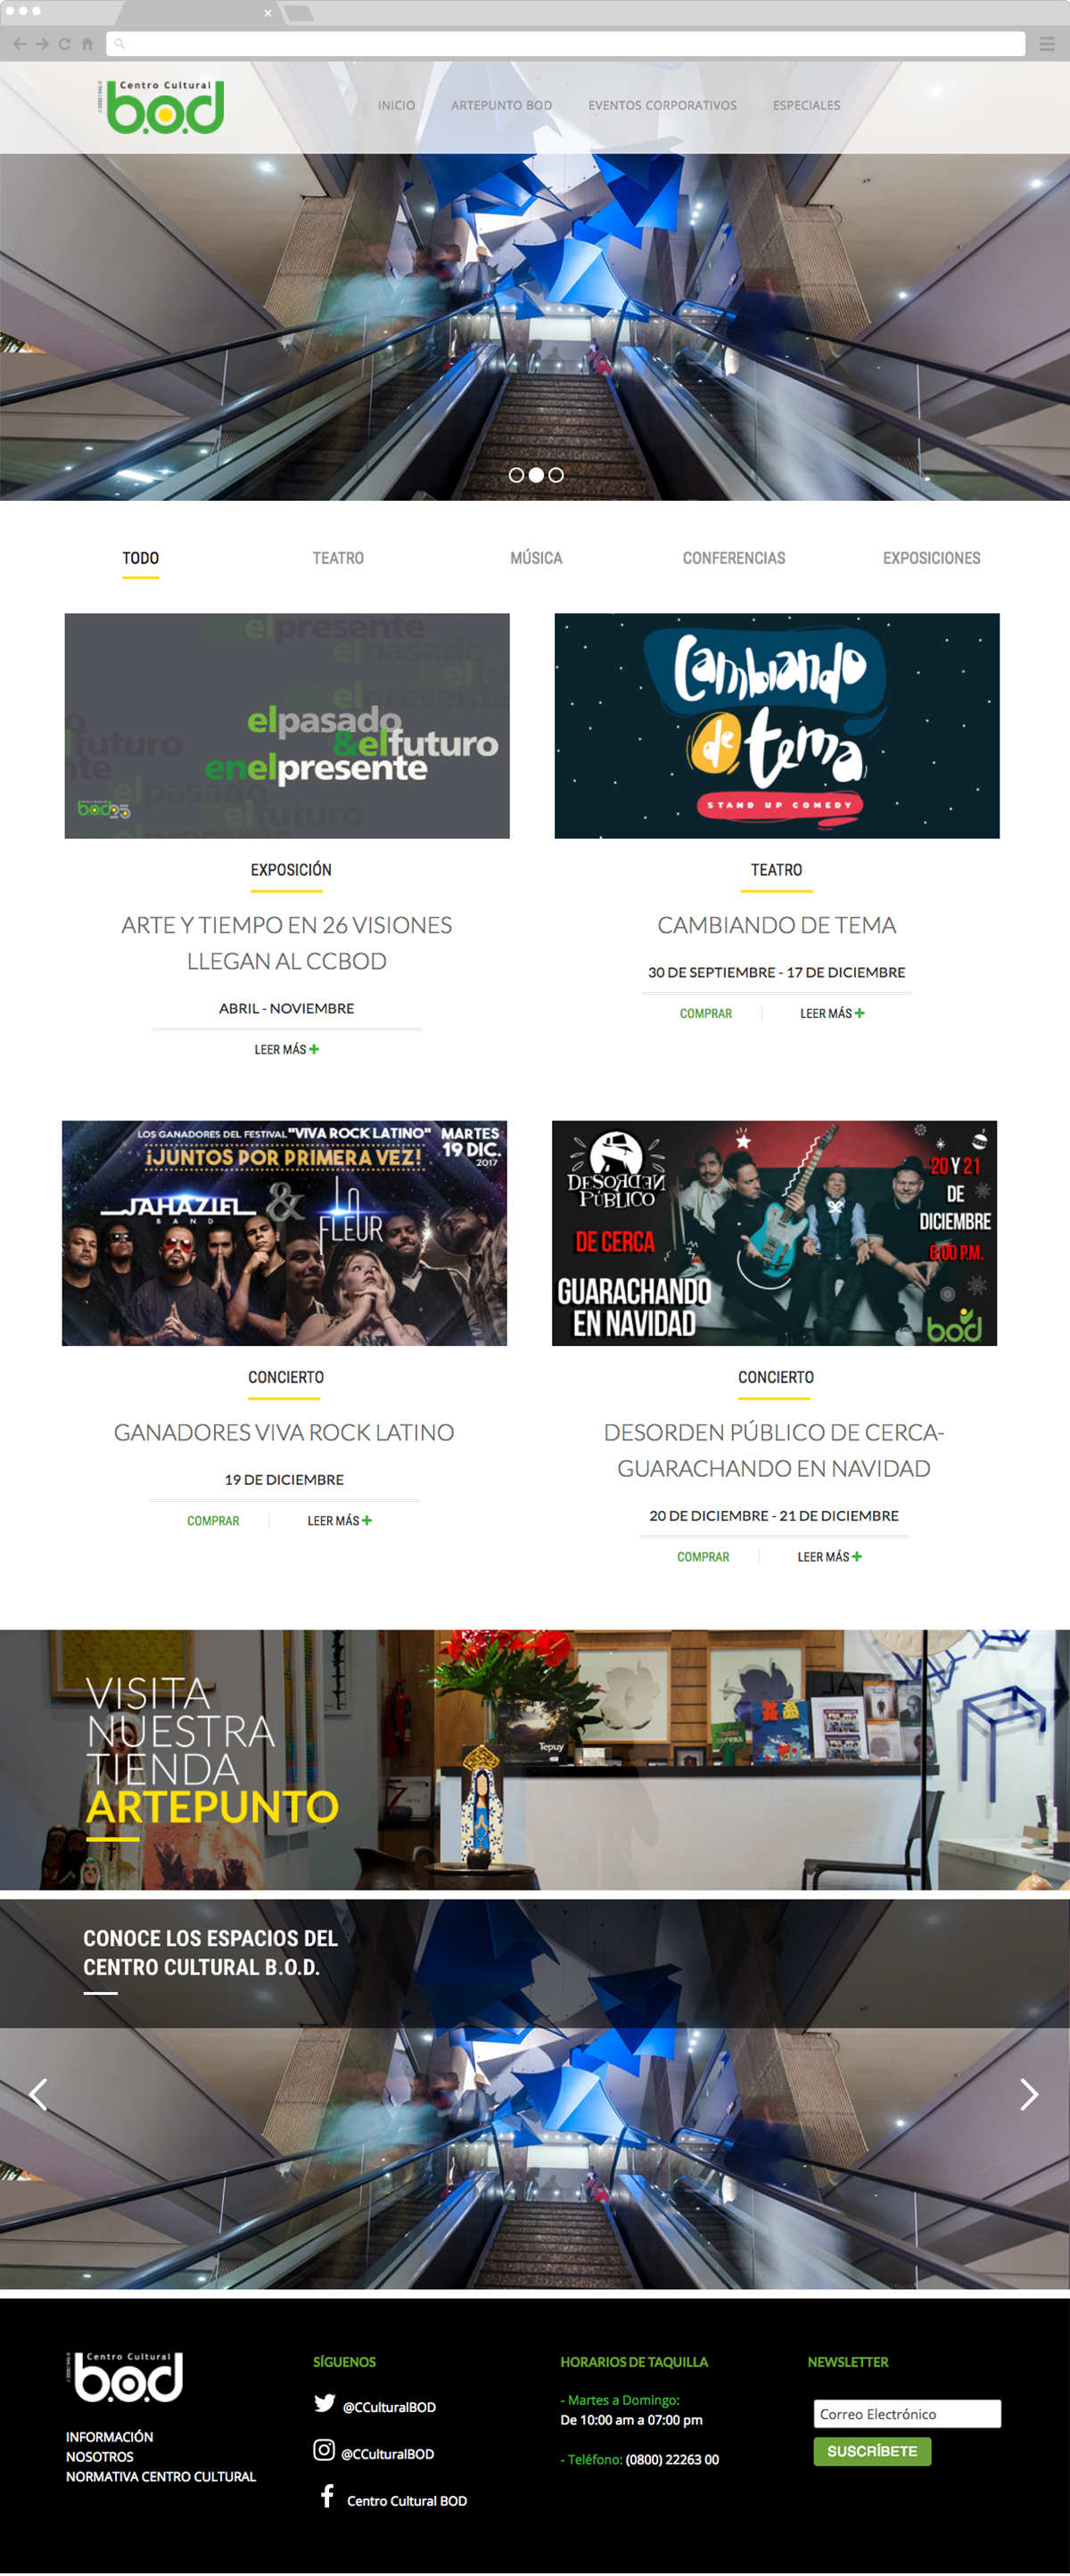 Centro Cultural
b.o.d
INICIO
ARTEPUNTO BOD
EVENTOS CORPORATIVOS
ESPECIALES
TODO
TEATRO
MÚSICA
CONFERENCIAS
EXPOSICIONES
enelpresente
elpasado
&elfuturo
enelpresente
bod 25
EXPOSICIÓN
ARTE Y TIEMPO EN 26 VISIONES
LLEGAN AL CCBOD
ABRIL - NOVIEMBRE
LEER MÁS
Cambiando
de tema
STAND UP COMEDY
TEATRO
CAMBIANDO DE TEMA
30 DE SEPTIEMBRE - 17 DE DICIEMBRE
COMPRAR
LEER MÁS
LOS GANADORES DEL FESTIVAL "VIVA ROCK LATINO"
¡JUNTOS POR PRIMERA VEZ!
MARTES
19 DIC.
2017
JAHAZIEL
BAND
&
LA
FLEUR
CONCIERTO
GANADORES VIVA ROCK LATINO
19 DE DICIEMBRE
COMPRAR
LEER MÁS
DESORDEN
PÚBLICO
DE CERCA
GUARACHANDO
EN NAVIDAD
20 Y 21
DE
DICIEMBRE
6:00 P.M.
b.o.d
CONCIERTO
DESORDEN PÚBLICO DE CERCA-
GUARACHANDO EN NAVIDAD
20 DE DICIEMBRE - 21 DE DICIEMBRE
COMPRAR
LEER MÁS
VISITA
NUESTRA
TIENDA
ARTEPUNTO
Tepuy
CONOCE LOS ESPACIOS DEL
CENTRO CULTURAL B.O.D.
Centro Cultural
b.o.d
INFORMACIÓN
NOSOTROS
NORMATIVA CENTRO CULTURAL
SÍGUENOS
@CCulturalBOD
@CCulturalBOD
Centro Cultural BOD
HORARIOS DE TAQUILLA
- Martes a Domingo:
De 10:00 am a 07:00 pm
- Teléfono: (0800) 22263 00
NEWSLETTER
Correo Electrónico
SUSCRÍBETE